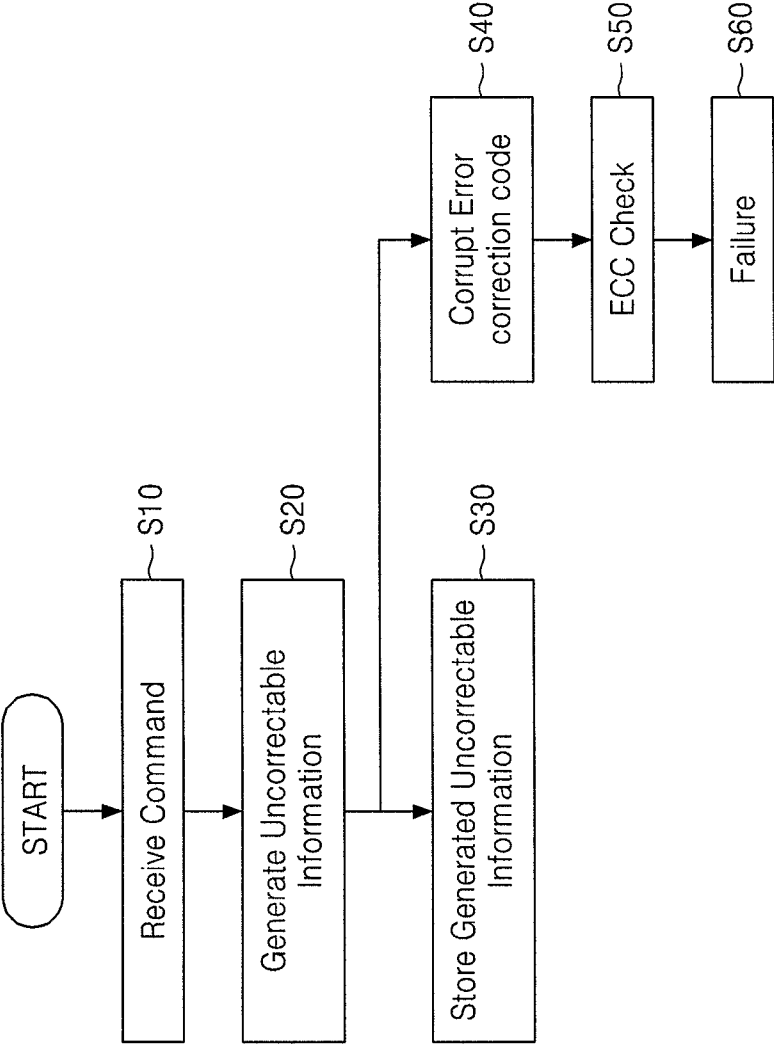 START
Receive Command
S10
Generate Uncorrectable
Information
S20
Store Generated Uncorrectable
Information
S30
Corrupt Error
correction code
S40
ECC Check
S50
Failure
S60